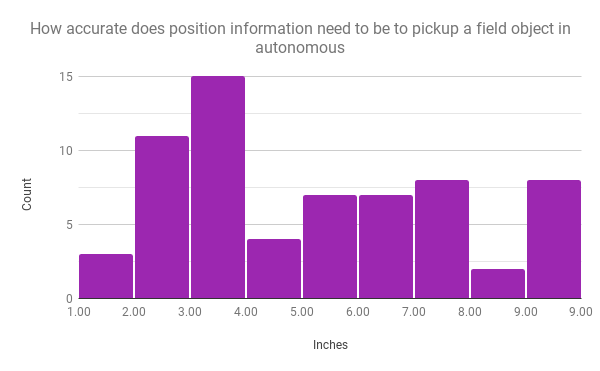 How accurate does position information need to be to pickup a field object in
autonomous
15
10
5
0
Count
1.00 2.00 3.00 4.00 5.00 6.00 7.00 8.00 9.00 9.00
Inches